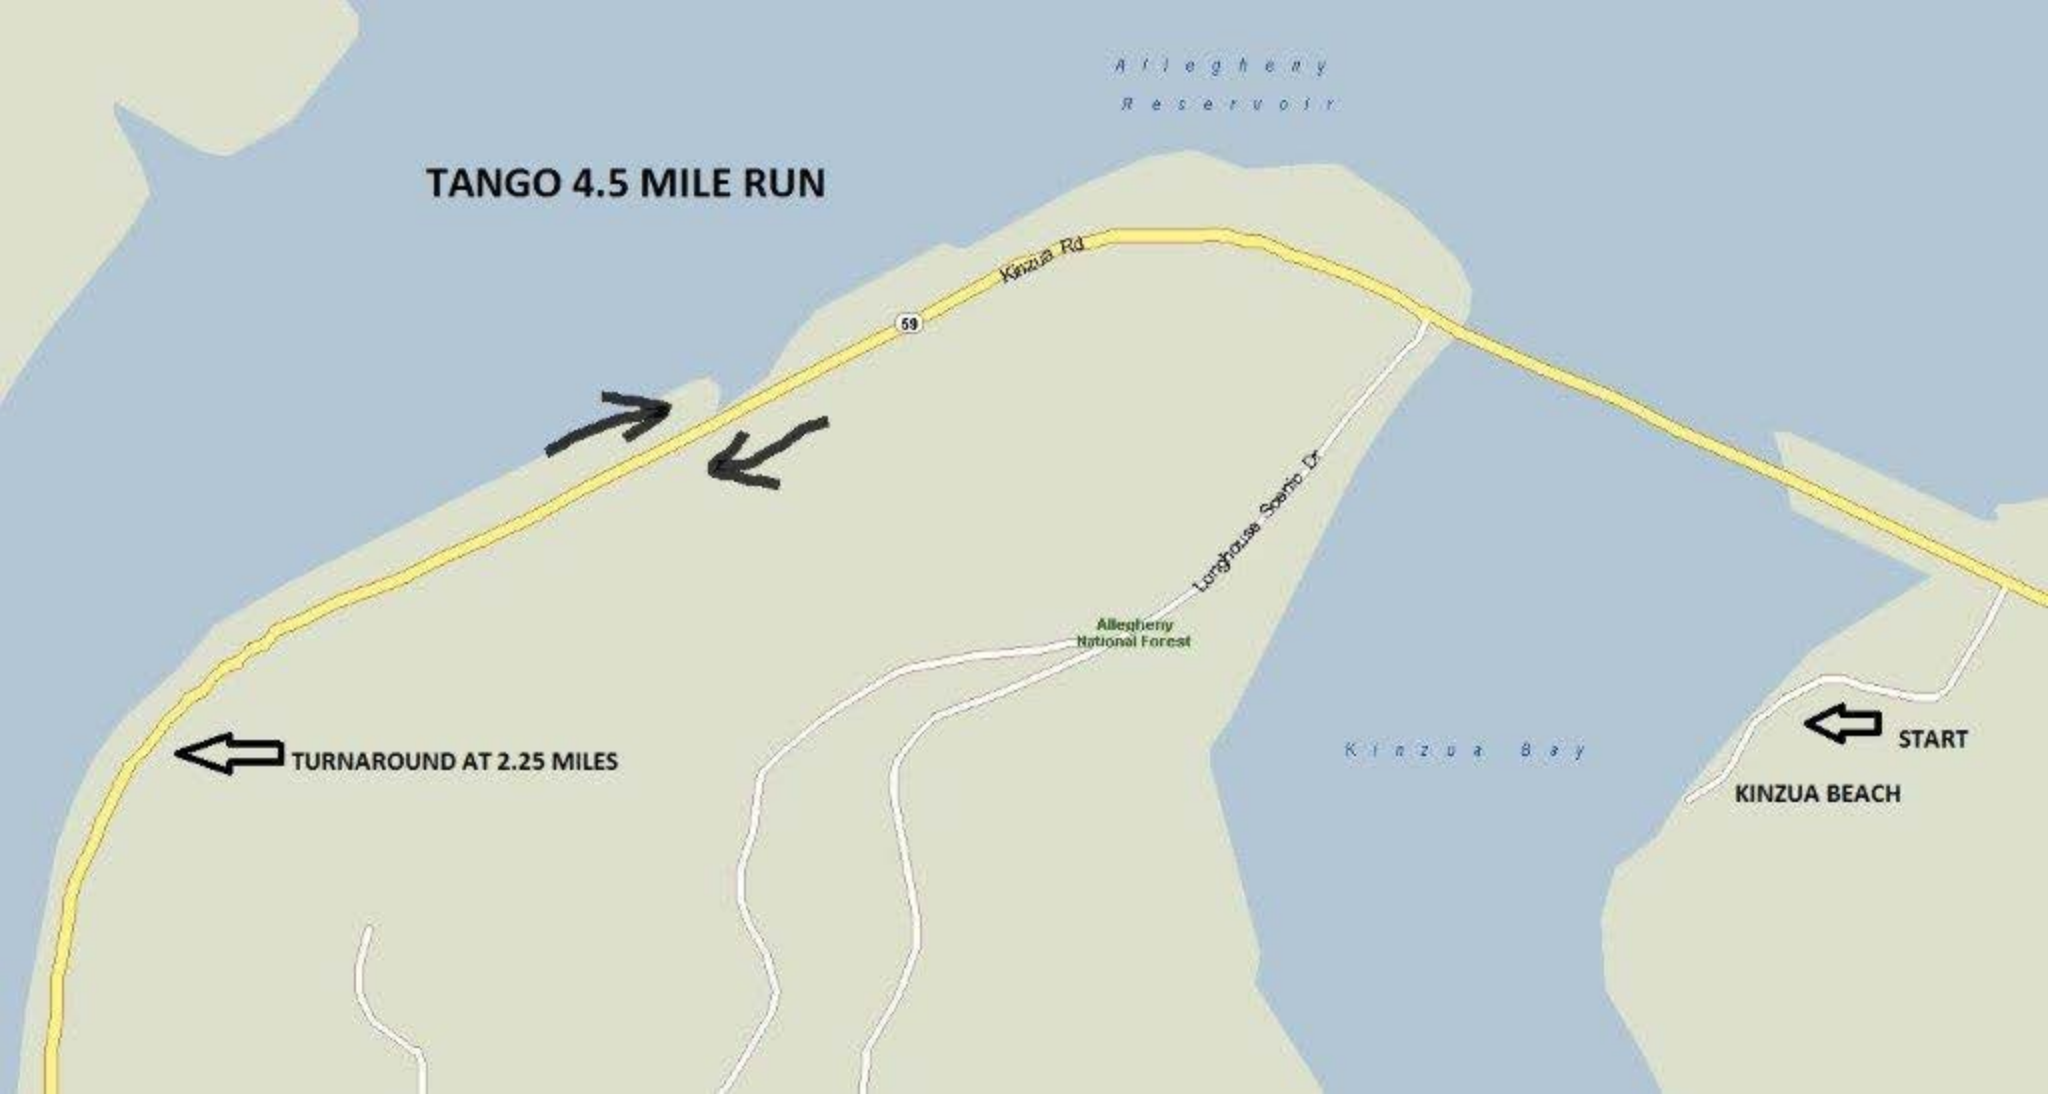 Allegheny
Reservoir
TANGO 4.5 MILE RUN
Kinzua Rd
59
Longhouse Scenic Dr
Allegheny
National Forest
TURNAROUND AT 2.25 MILES
Kinzua Bay
START
KINZUA BEACH